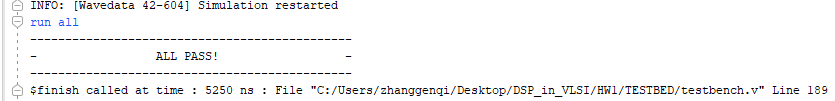 INFO: [Wavedata 42-604] Simulation restarted
run all
----------------------------------------------
-                 ALL PASS!                  -
----------------------------------------------
$finish called at time : 5250 ns : File "C:/Users/zhanggenqi/Desktop/DSP_in_VLSI/HW1/TESTBED/testbench.v" Line 189